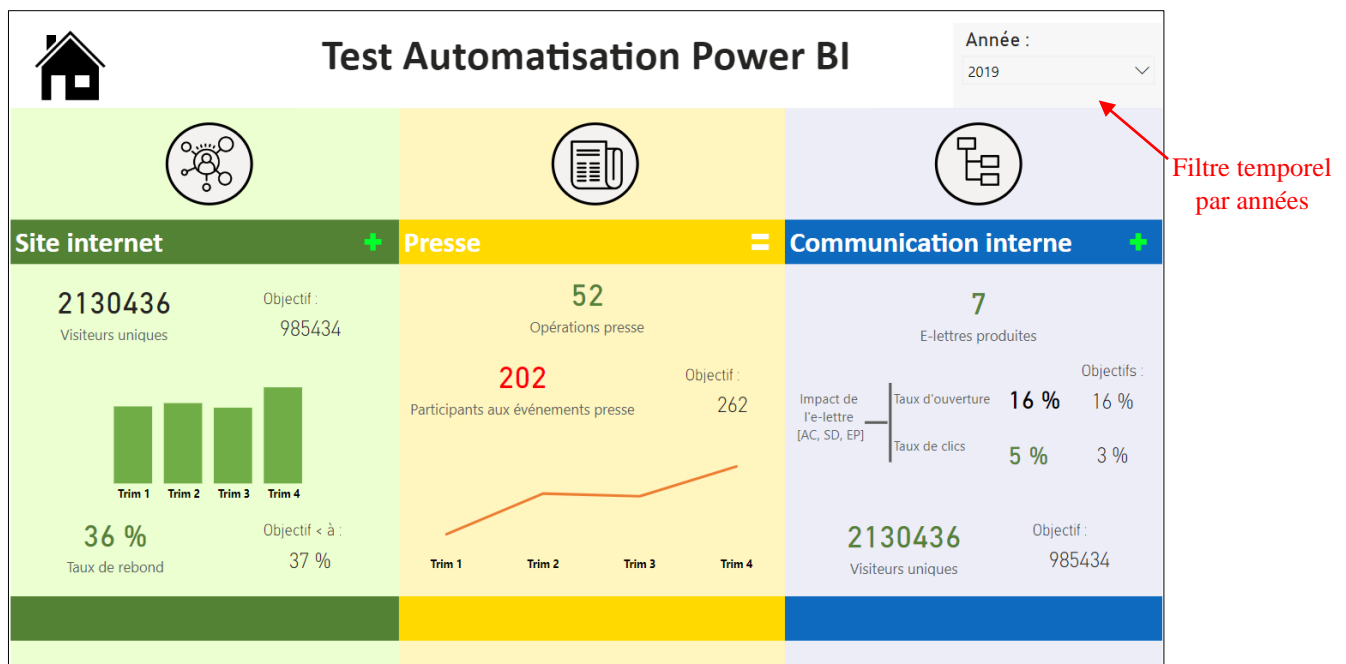 Test Automatisation Power BI
Année :
2019
Filtre temporel
par années
Site internet
Presse
Communication interne
2130436
Visiteurs uniques
Objectif :
985434
Trim 1 Trim 2 Trim 3 Trim 4
36 %
Taux de rebond
Objectif < à :
37 %
52
Opérations presse
202
Participants aux événements presse
Objectif :
262
Trim 1 Trim 2 Trim 3 Trim 4
7
E-lettres produites
Objectifs :
Impact de
l'e-lettre
[AC, SD, EP]
Taux d'ouverture 16 % 16 %
Taux de clics 5 % 3 %
2130436
Visiteurs uniques
Objectif :
985434